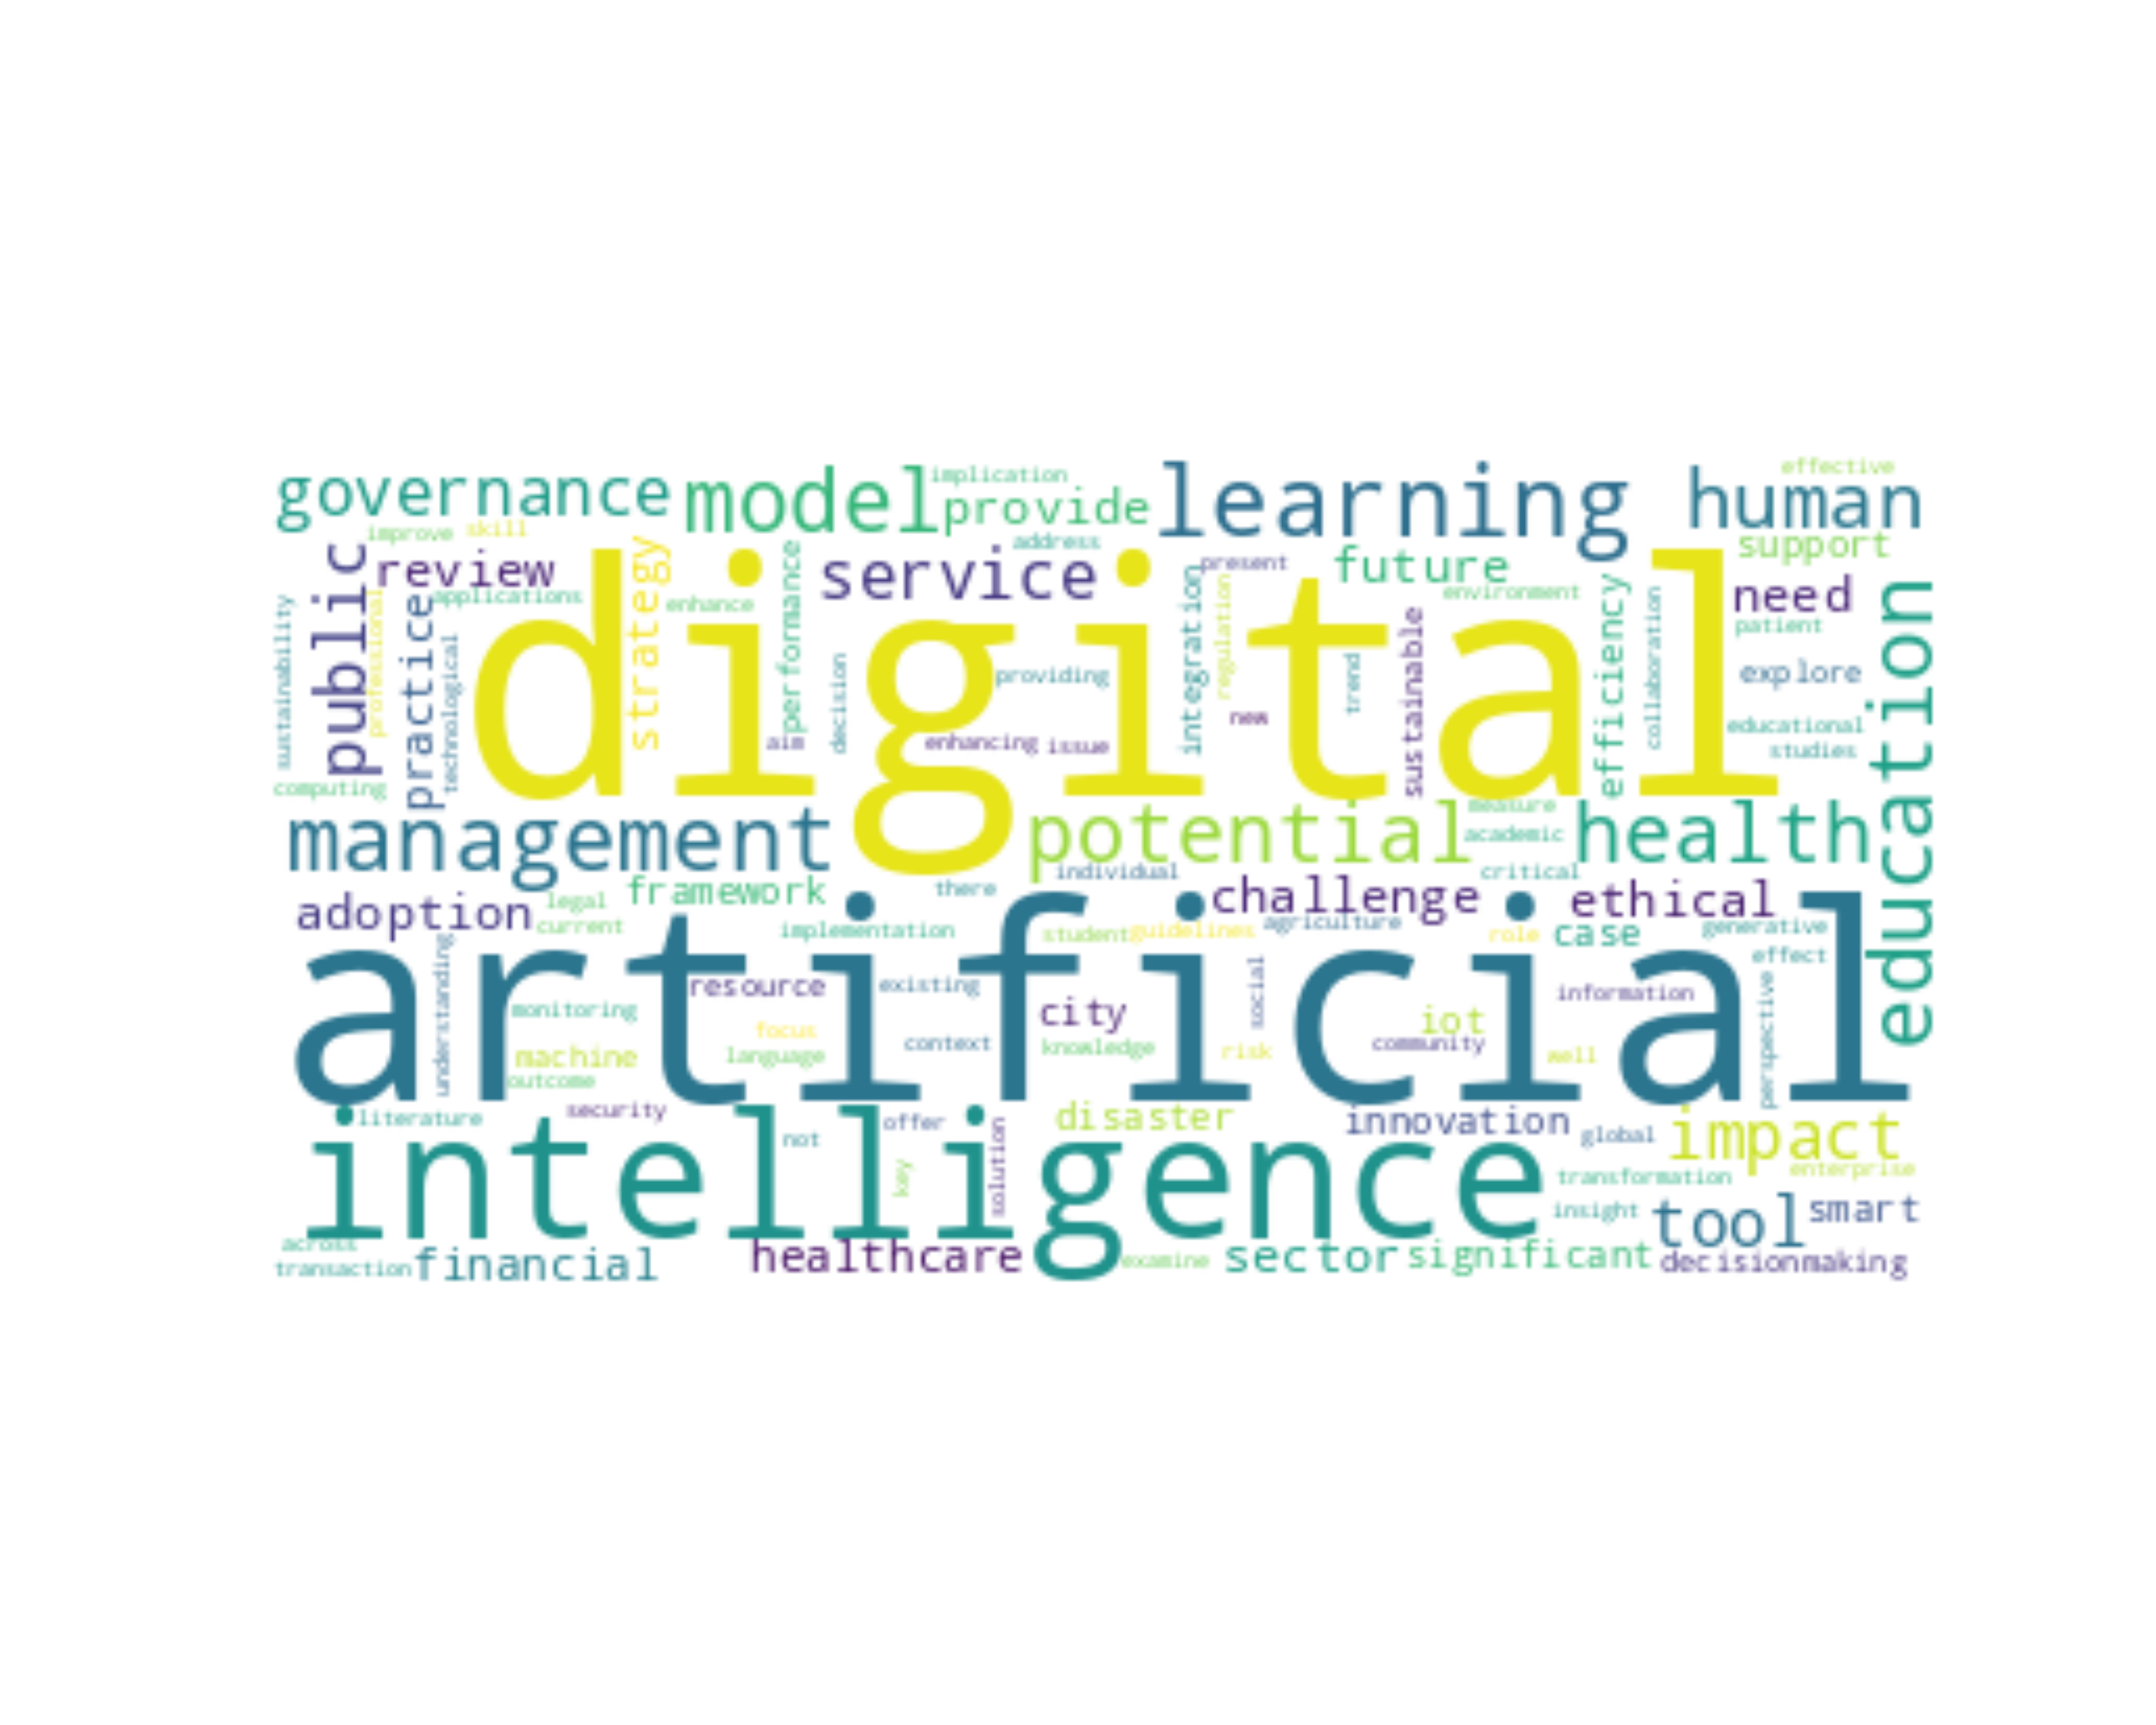 governance model implication provide learning human effective
improve skill address support
public review strategy performance service present future need
sustainability professional practice applications technological enhance digital integration regulation environment efficiency collaboration patient education
decision providing trend sustainable explore
new educational
aim enhancing issue studies
computing
management potential measure academic health
framework there individual critical
adoption legal challenge ethical
current implementation student guidelines agriculture role case generative
artificial
understanding resource existing social information effect perspective
monitoring city iot
focus context community
machine language knowledge risk well
outcome
literature security offer disaster innovation global impact
intelligence
not key solution transformation enterprise
insight tool smart
across
transaction financial healthcare examine sector significant decisionmaking